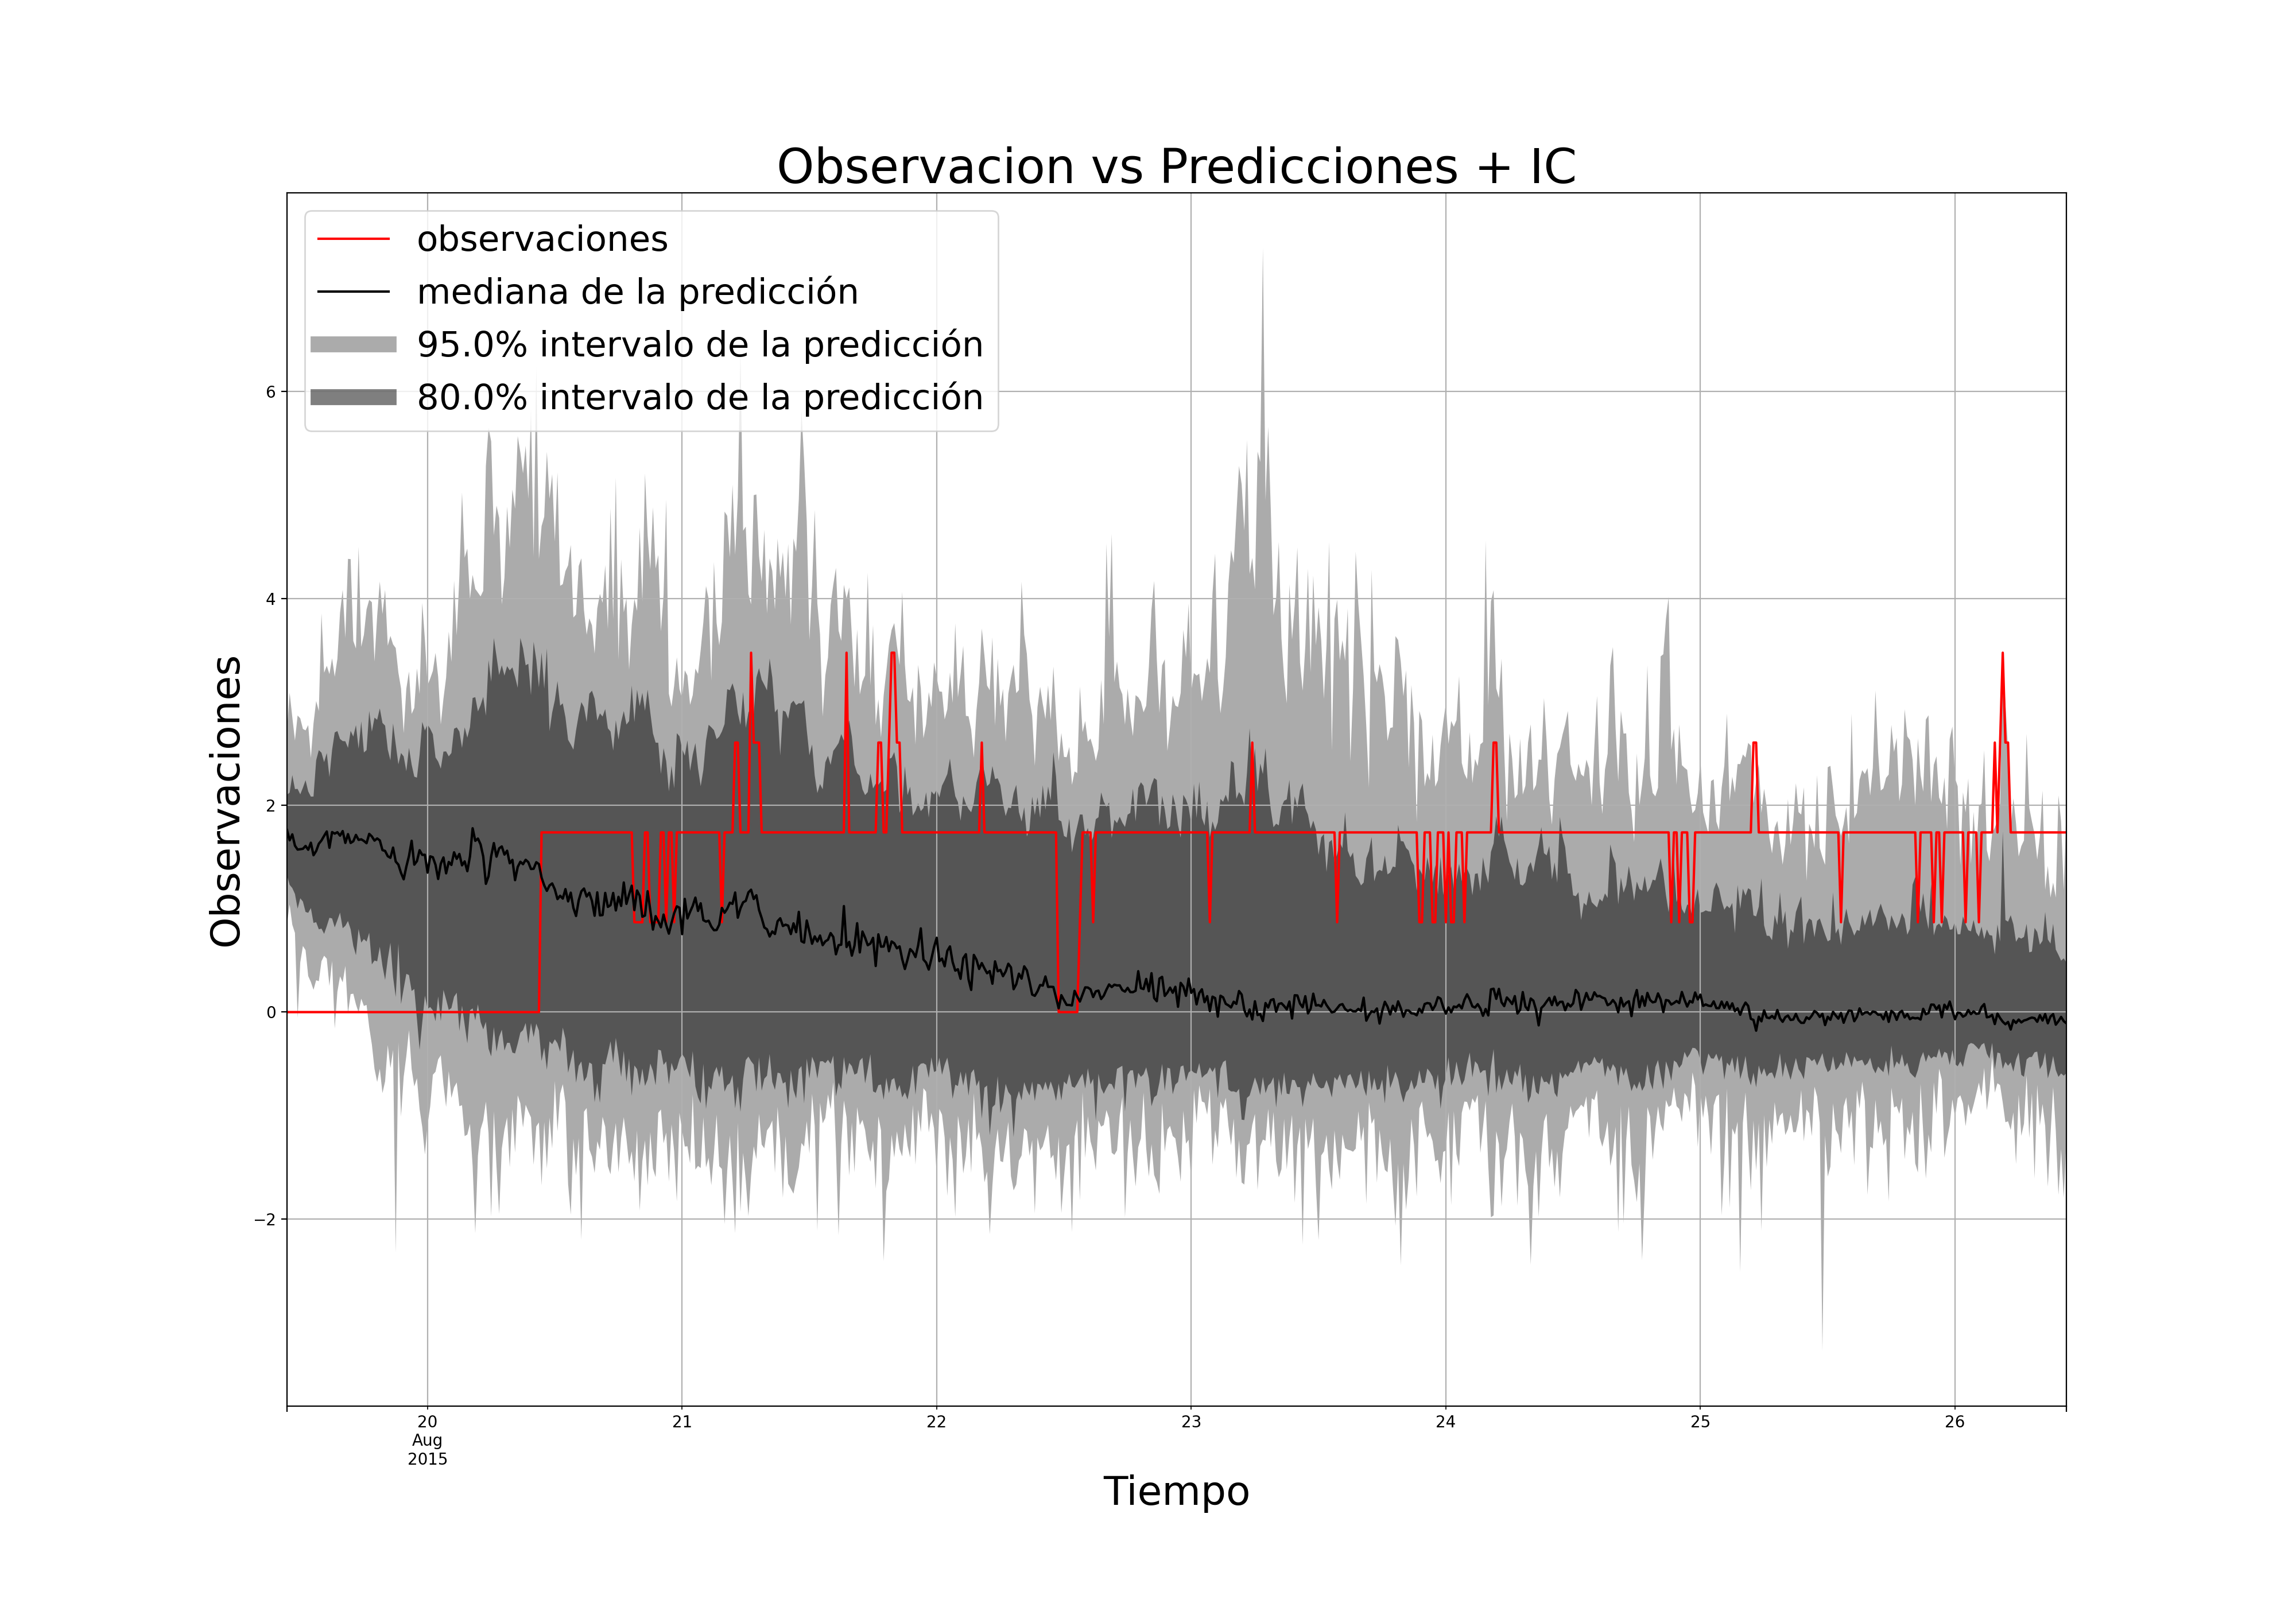 Observacion vs Predicciones + IC
observaciones
mediana de la predicción
95.0% intervalo de la predicción
80.0% intervalo de la predicción
Observaciones
6
4
2
0
−2
20 21 22 23 24 25 26
Aug
2015
Tiempo